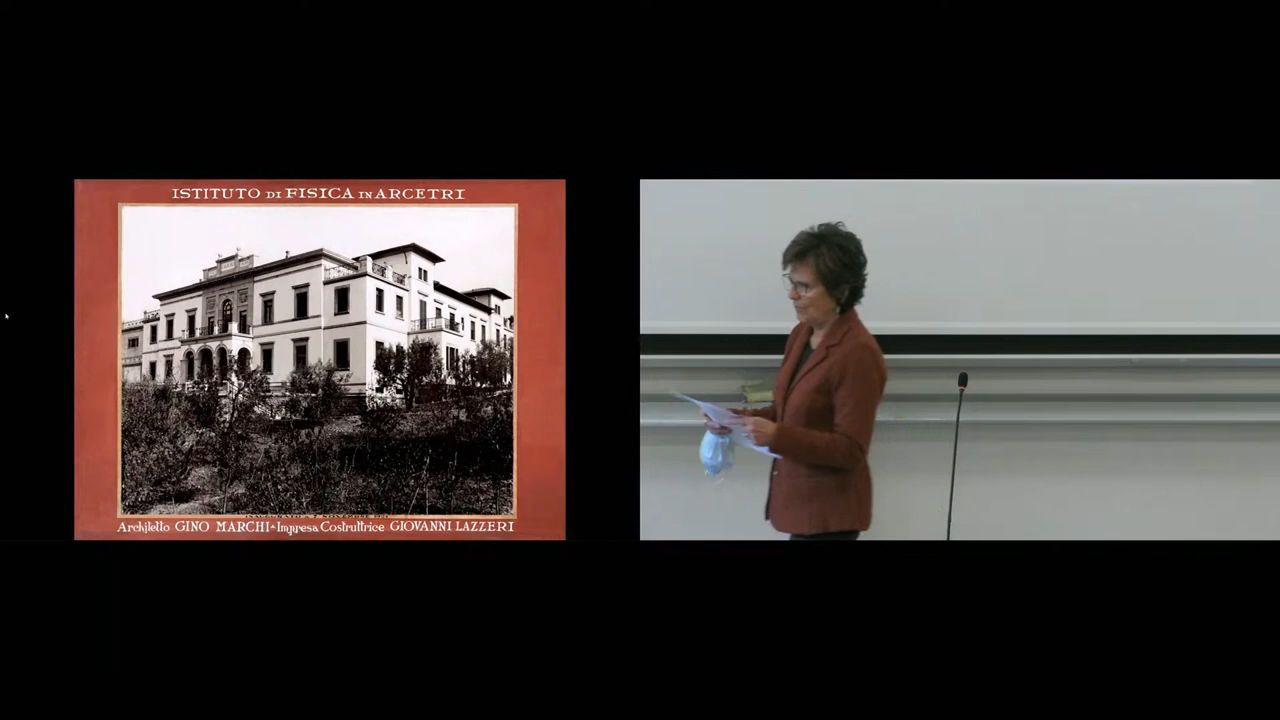 ISTITUTO DI FISICA IN ARCETRI
Architetto GINO MARCHI - Impresa Costruttrice GIOVANNI LAZZERI